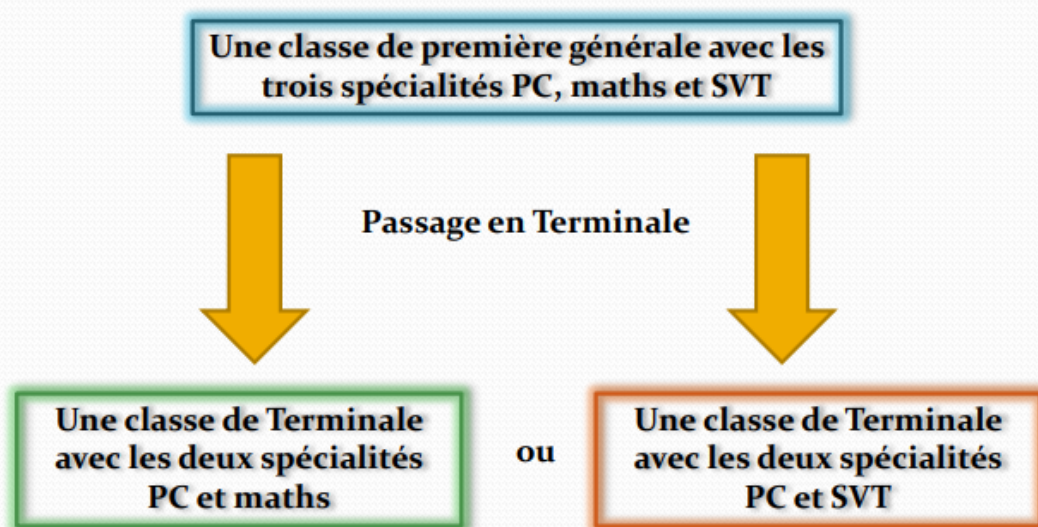 Une classe de première générale avec les
trois spécialités PC, maths et SVT
Passage en Terminale
Une classe de Terminale
avec les deux spécialités
PC et maths
ou
Une classe de Terminale
avec les deux spécialités
PC et SVT